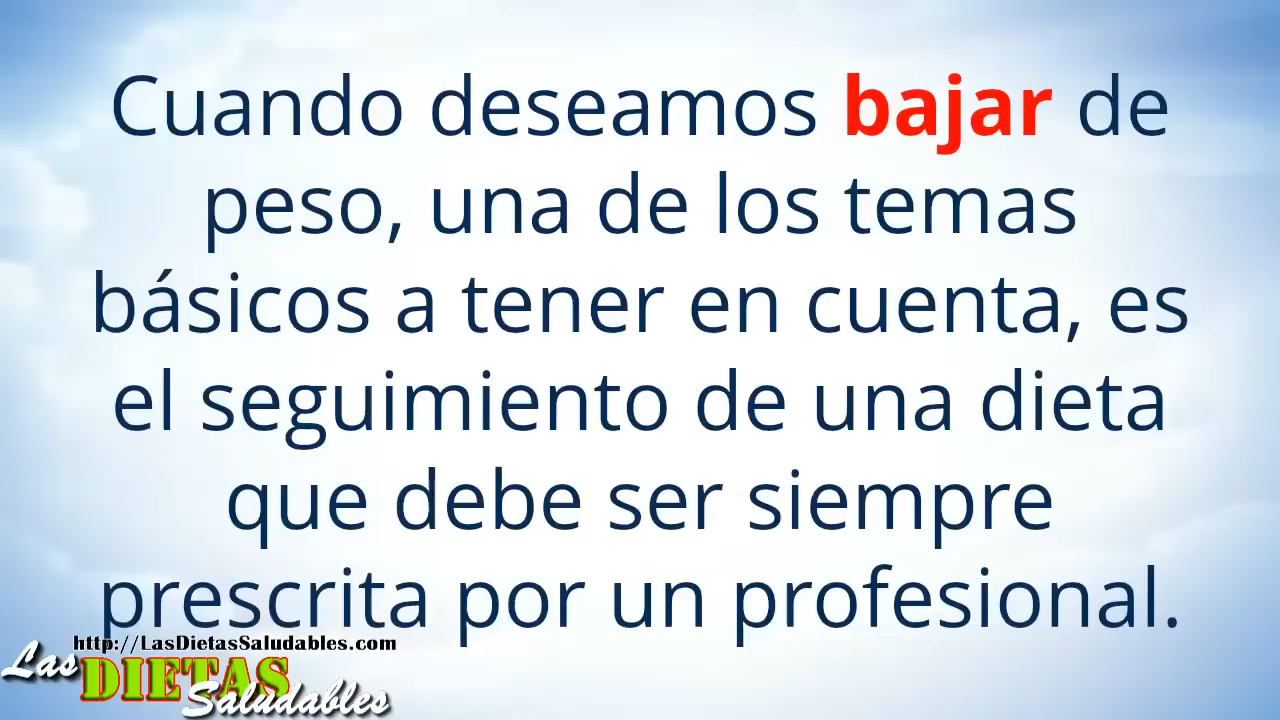 Cuando deseamos bajar de
peso, una de los temas
básicos a tener en cuenta, es
el seguimiento de una dieta
que debe ser siempre
prescrita por un profesional.
http://LasDietasSaludables.com
Las
DIETAS
Saludables